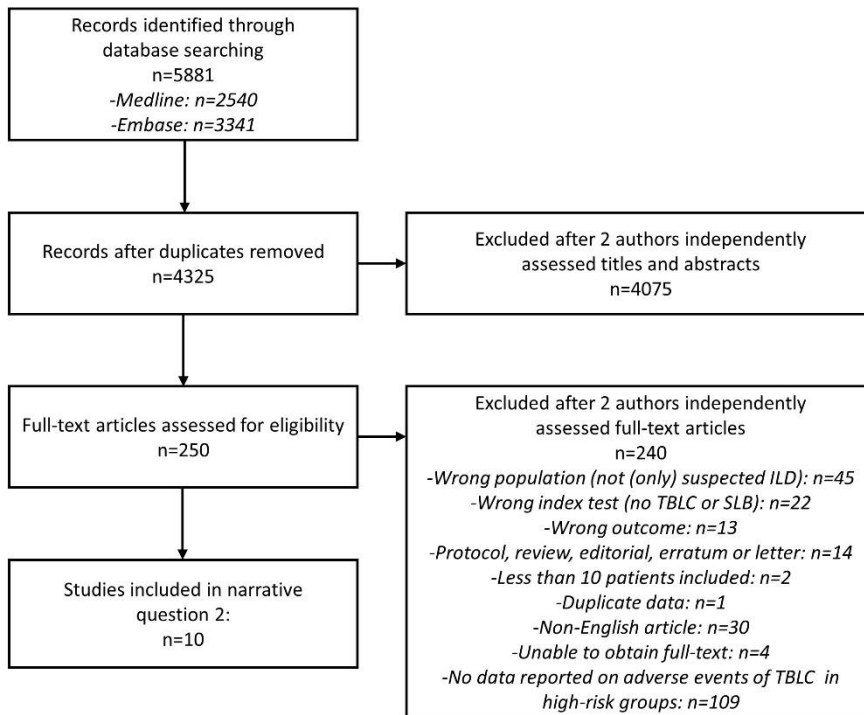 Records identified through
database searching
n=5881
-Medline: n=2540
-Embase: n=3341
Records after duplicates removed
n=4325
Excluded after 2 authors independently
assessed titles and abstracts
n=4075
Full-text articles assessed for eligibility
n=250
Excluded after 2 authors independently
assessed full-text articles
n=240
-Wrong population (not (only) suspected ILD): n=45
-Wrong index test (no TBLC or SLB): n=22
-Wrong outcome: n=13
-Protocol, review, editorial, erratum or letter: n=14
-Less than 10 patients included: n=2
-Duplicate data: n=1
-Non-English article: n=30
-Unable to obtain full-text: n=4
-No data reported on adverse events of TBLC in
high-risk groups: n=109
Studies included in narrative
question 2:
n=10